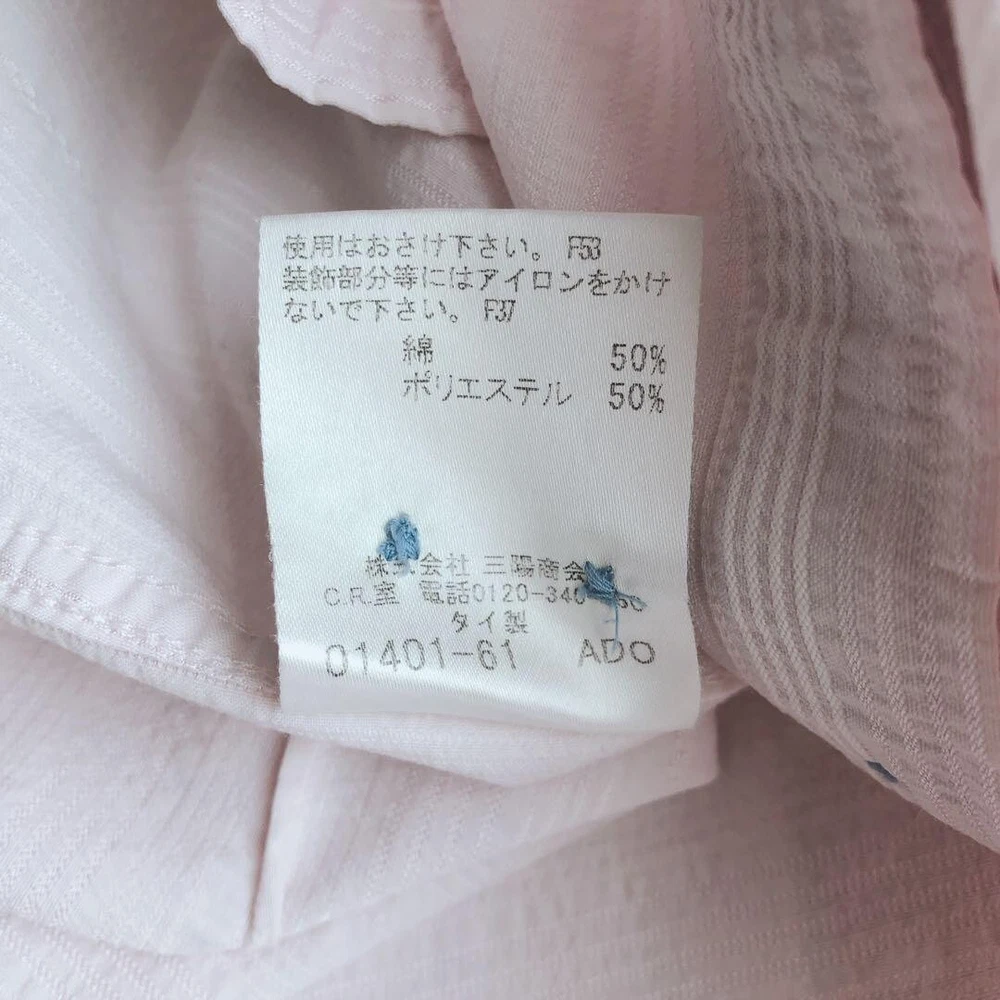 使用はおさけ下さい。 F53
装飾部分等にはアイロンをかけ
ないで下さい。 F37
綿 50%
ポリエステル 50%
株式会社 三陽商会
C.R.室 電話0120-340
タイ製
01401-61 ADO